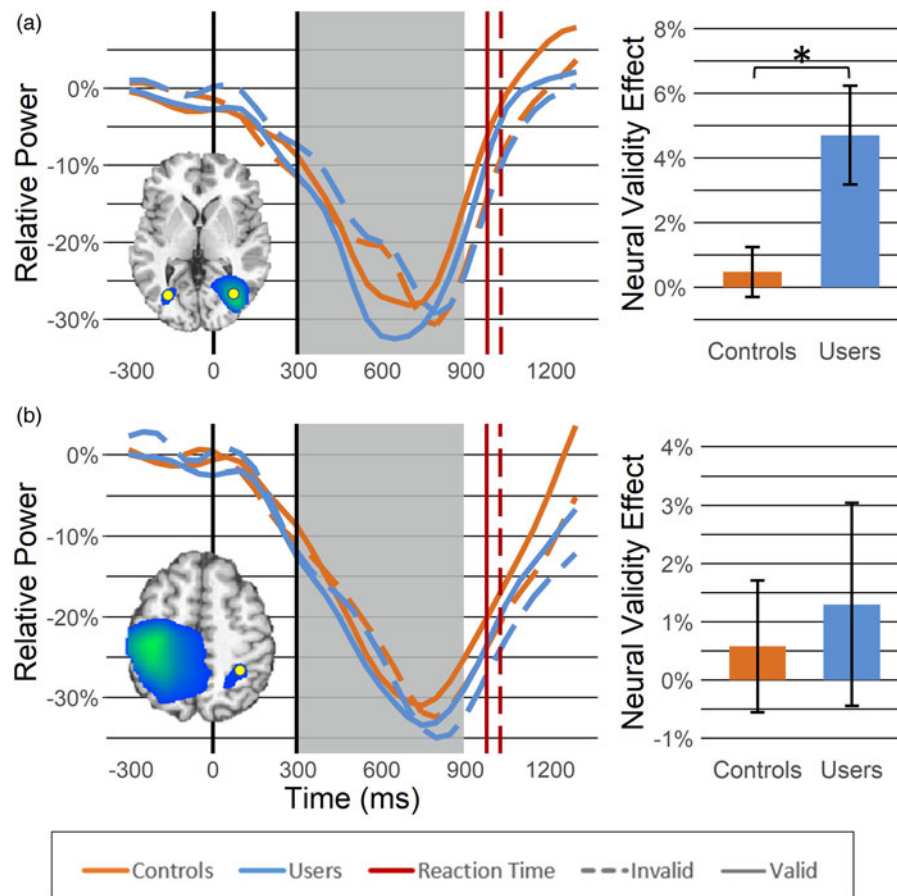 (a)
Relative Power
0%
-10%
-20%
-30%
-300 0 300 600 900 1200
Neural Validity Effect
8%
6%
4%
2%
0%
*
Controls Users
(b)
Relative Power
0%
-10%
-20%
-30%
-300 0 300 600 900 1200
Time (ms)
Neural Validity Effect
4%
3%
2%
1%
0%
-1%
Controls Users
Controls Users Reaction Time Invalid Valid